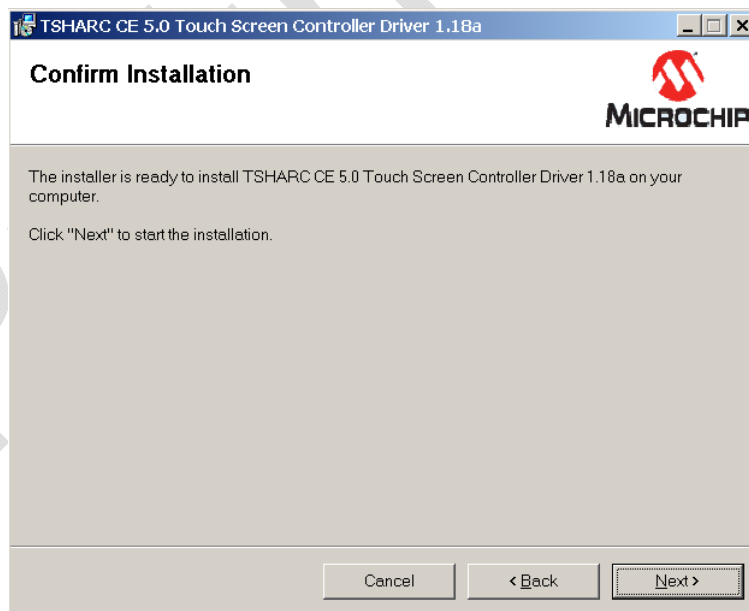 TSHARC CE 5.0 Touch Screen Controller Driver 1.18a
Confirm Installation
MICROCHIP
The installer is ready to install TSHARC CE 5.0 Touch Screen Controller Driver 1.18a on your
computer.
Click "Next" to start the installation.
Cancel
< Back
Next >